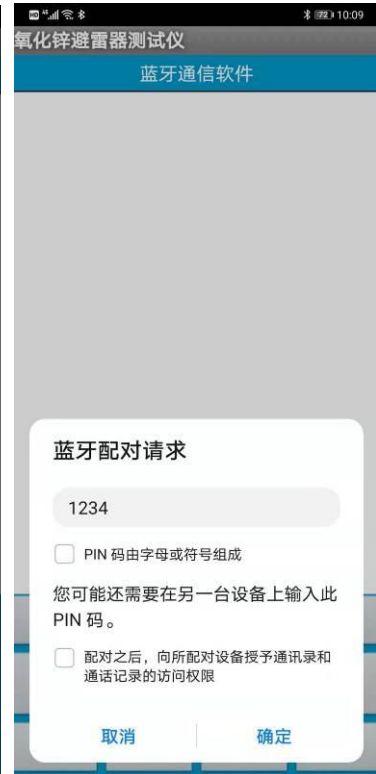 10:09
氧化锌避雷器测试仪
蓝牙通信软件
蓝牙配对请求
1234
PIN 码由字母或符号组成
您可能还需要在另一台设备上输入此
PIN 码。
配对之后，向所配对设备授予通讯录和
通话记录的访问权限
取消 确定